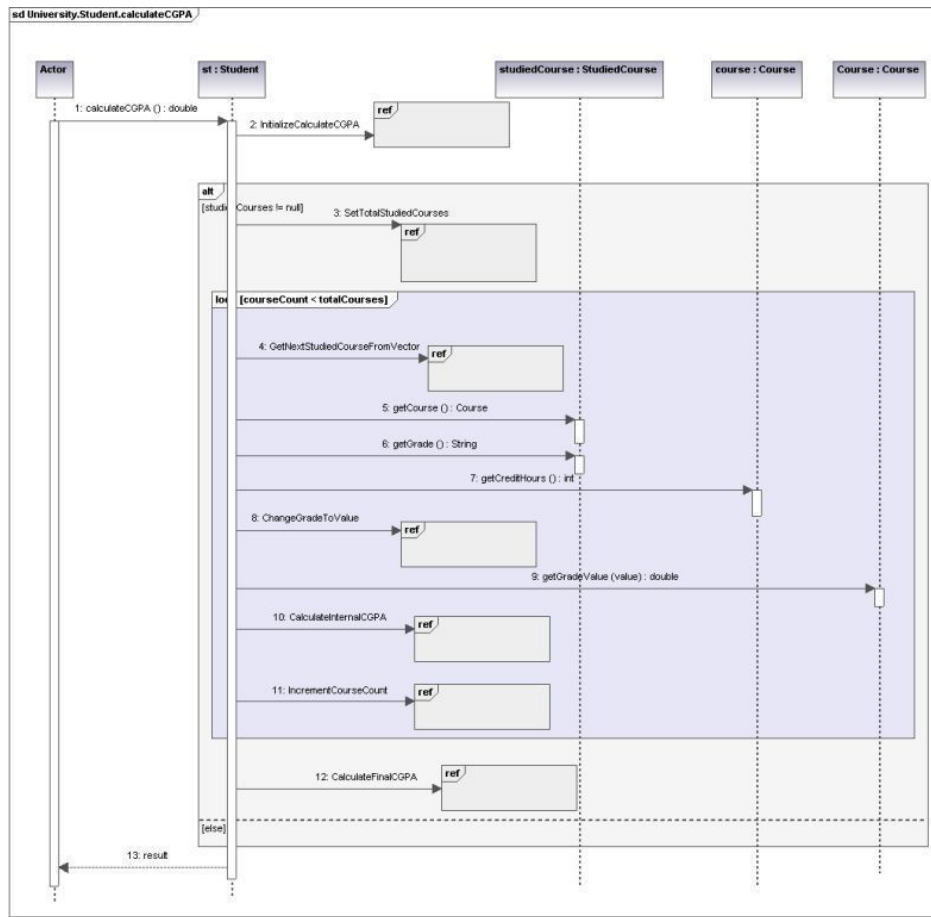 sd University.Student.calculateCGPA
Actor
st : Student
studiedCourse : StudiedCourse
course : Course
Course : Course
1: calculateCGPA () : double
ref
2: InitializeCalculateCGPA
alt
[studiedCourses != null]
3: SetTotalStudiedCourses
ref
loop [courseCount < totalCourses]
4: GetNextStudiedCourseFromVector
ref
5: getCourse () : Course
6: getGrade () : String
7: getCreditHours () : int
8: ChangeGradeToValue
ref
9: getGradeValue (value) : double
10: CalculateInternalCGPA
ref
11: IncrementCourseCount
ref
12: CalculateFinalCGPA
ref
[else]
13: result